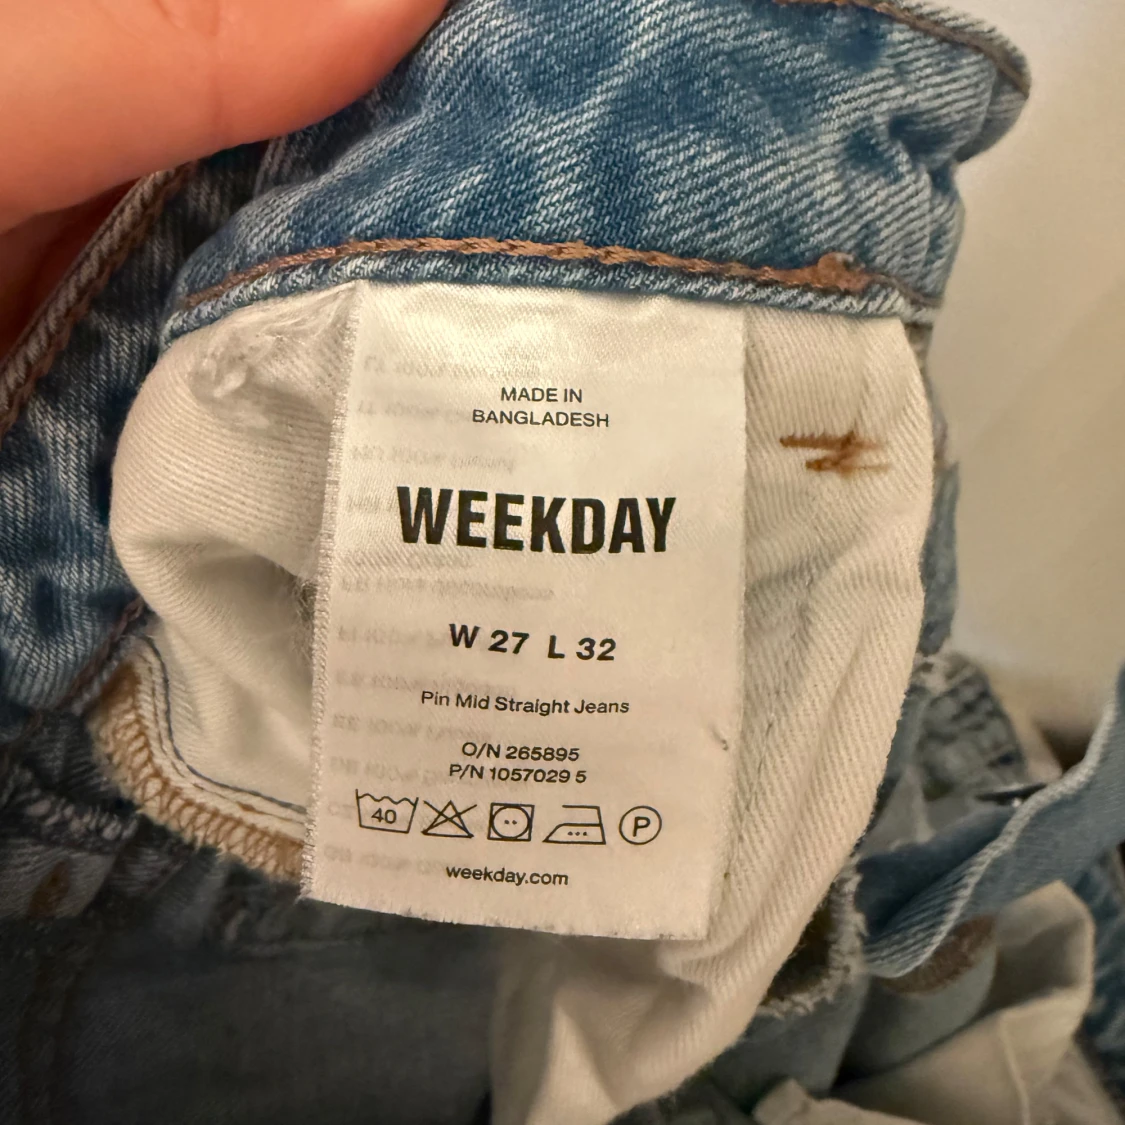 MADE IN
BANGLADESH
WEEKDAY
W 27 L 32
Pin Mid Straight Jeans
O/N 265895
P/N 1057029 5
40 P
weekday.com